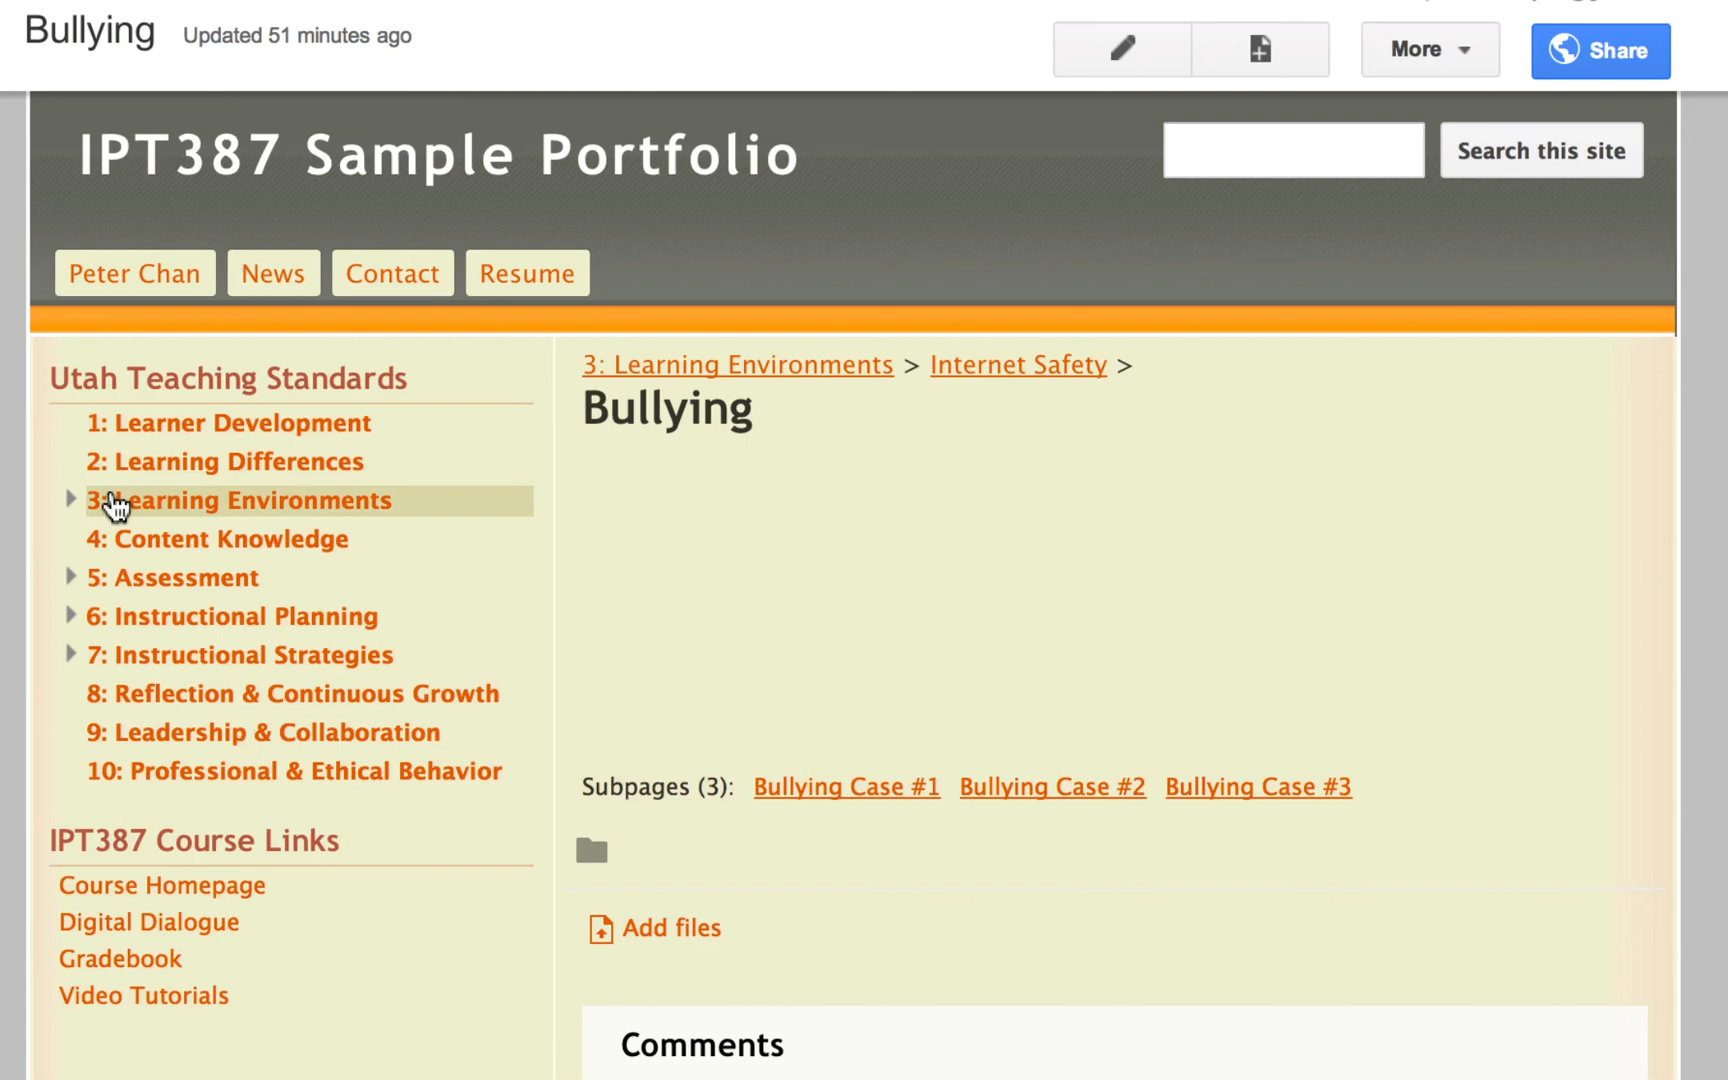 Bullying Updated 51 minutes ago
More
Share
IPT387 Sample Portfolio
Search this site
Peter Chan
News
Contact
Resume
Utah Teaching Standards
1: Learner Development
2: Learning Differences
3: Learning Environments
4: Content Knowledge
5: Assessment
6: Instructional Planning
7: Instructional Strategies
8: Reflection & Continuous Growth
9: Leadership & Collaboration
10: Professional & Ethical Behavior
IPT387 Course Links
Course Homepage
Digital Dialogue
Gradebook
Video Tutorials
3: Learning Environments > Internet Safety >
Bullying
Subpages (3): Bullying Case #1 Bullying Case #2 Bullying Case #3
Add files
Comments